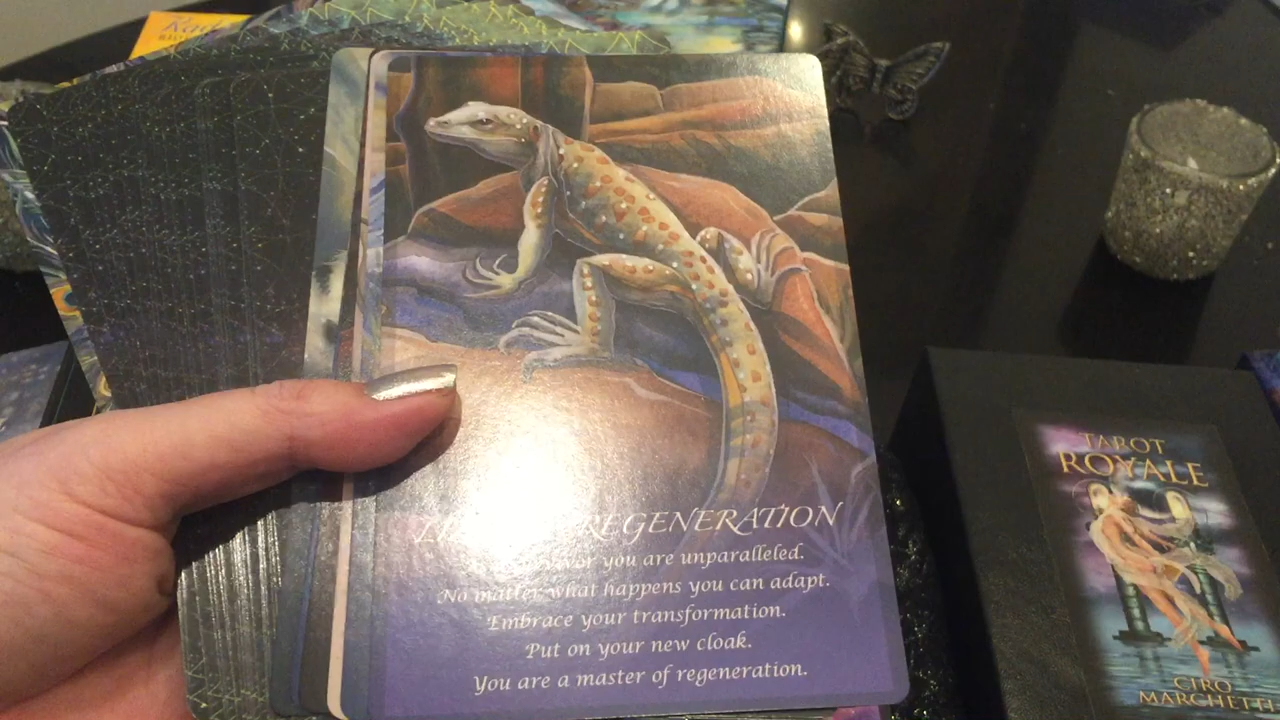 REGENERATION
you are unparalleled.
No matter what happens you can adapt.
Embrace your transformation.
Put on your new cloak.
You are a master of regeneration.
TAROT
ROYALE
CIRO
MARCHETTI